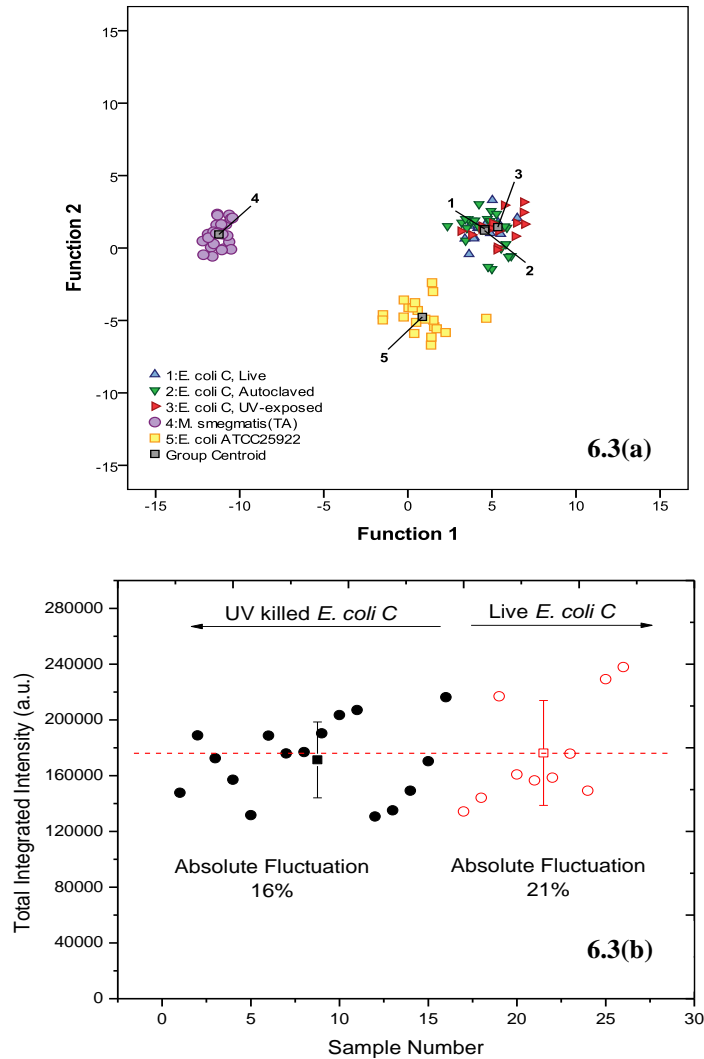 15
10
5
0
-5
-10
-15
Function 2
4
1
3
2
5
1:E. coli C, Live
2:E. coli C, Autoclaved
3:E. coli C, UV-exposed
4:M. smegmatis(TA)
5:E. coli ATCC25922
Group Centroid
6.3(a)
-15 -10 -5 0 5 10 15
Function 1
280000
240000
200000
160000
120000
80000
40000
0
Total Integrated Intensity (a.u.)
UV killed E. coli C
Live E. coli C
Absolute Fluctuation
16%
Absolute Fluctuation
21%
6.3(b)
0 5 10 15 20 25 30
Sample Number